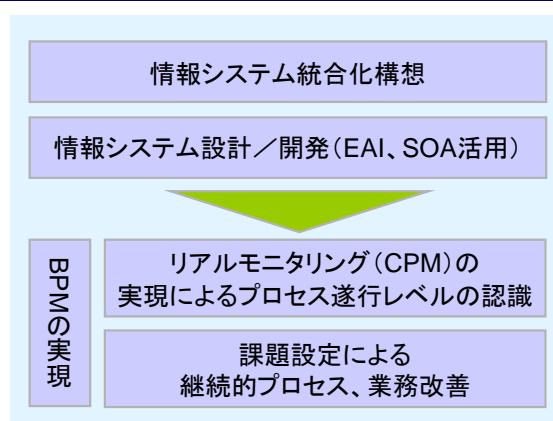 情報システム統合化構想
情報システム設計／開発（EAI、SOA活用）
BPMの実現
リアルモニタリング（CPM）の
実現によるプロセス遂行レベルの認識
課題設定による
継続的プロセス、業務改善